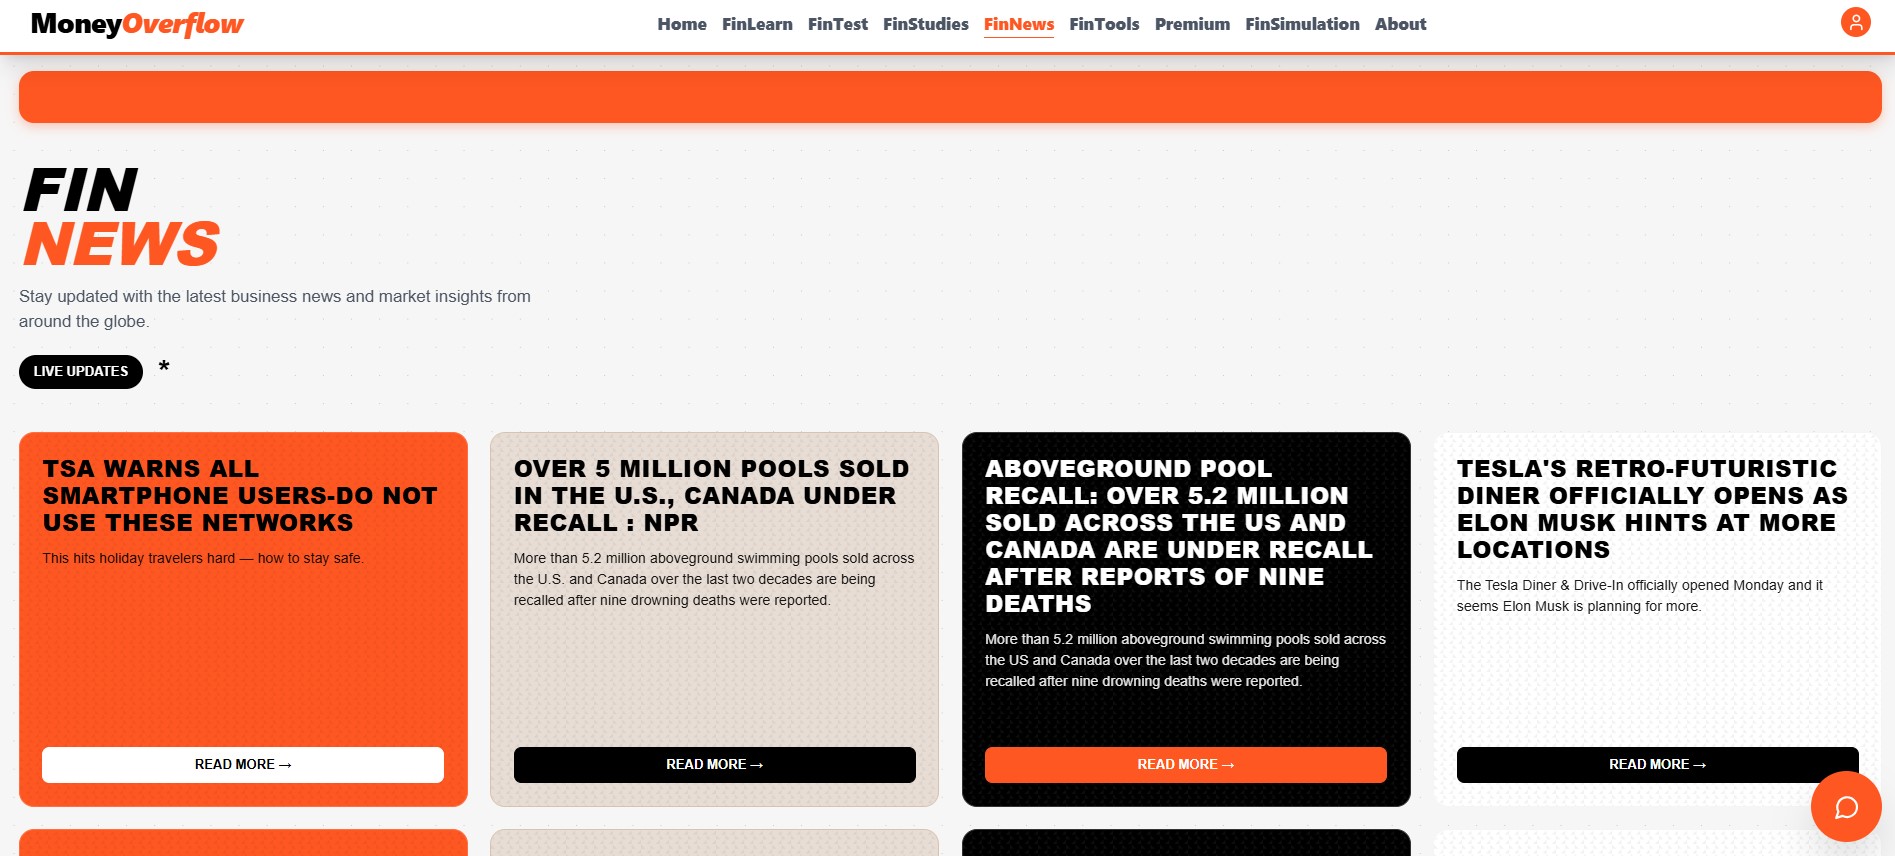 MoneyOverflow
Home FinLearn FinTest FinStudies FinNews FinTools Premium FinSimulation About
FIN
NEWS
Stay updated with the latest business news and market insights from
around the globe.
LIVE UPDATES *
TSA WARNS ALL
SMARTPHONE USERS-DO NOT
USE THESE NETWORKS
This hits holiday travelers hard — how to stay safe.
READ MORE →
OVER 5 MILLION POOLS SOLD
IN THE U.S., CANADA UNDER
RECALL : NPR
More than 5.2 million aboveground swimming pools sold across
the U.S. and Canada over the last two decades are being
recalled after nine drowning deaths were reported.
READ MORE →
ABOVEGROUND POOL
RECALL: OVER 5.2 MILLION
SOLD ACROSS THE US AND
CANADA ARE UNDER RECALL
AFTER REPORTS OF NINE
DEATHS
More than 5.2 million aboveground swimming pools sold across
the US and Canada over the last two decades are being
recalled after nine drowning deaths were reported.
READ MORE →
TESLA'S RETRO-FUTURISTIC
DINER OFFICIALLY OPENS AS
ELON MUSK HINTS AT MORE
LOCATIONS
The Tesla Diner & Drive-In officially opened Monday and it
seems Elon Musk is planning for more.
READ MORE →